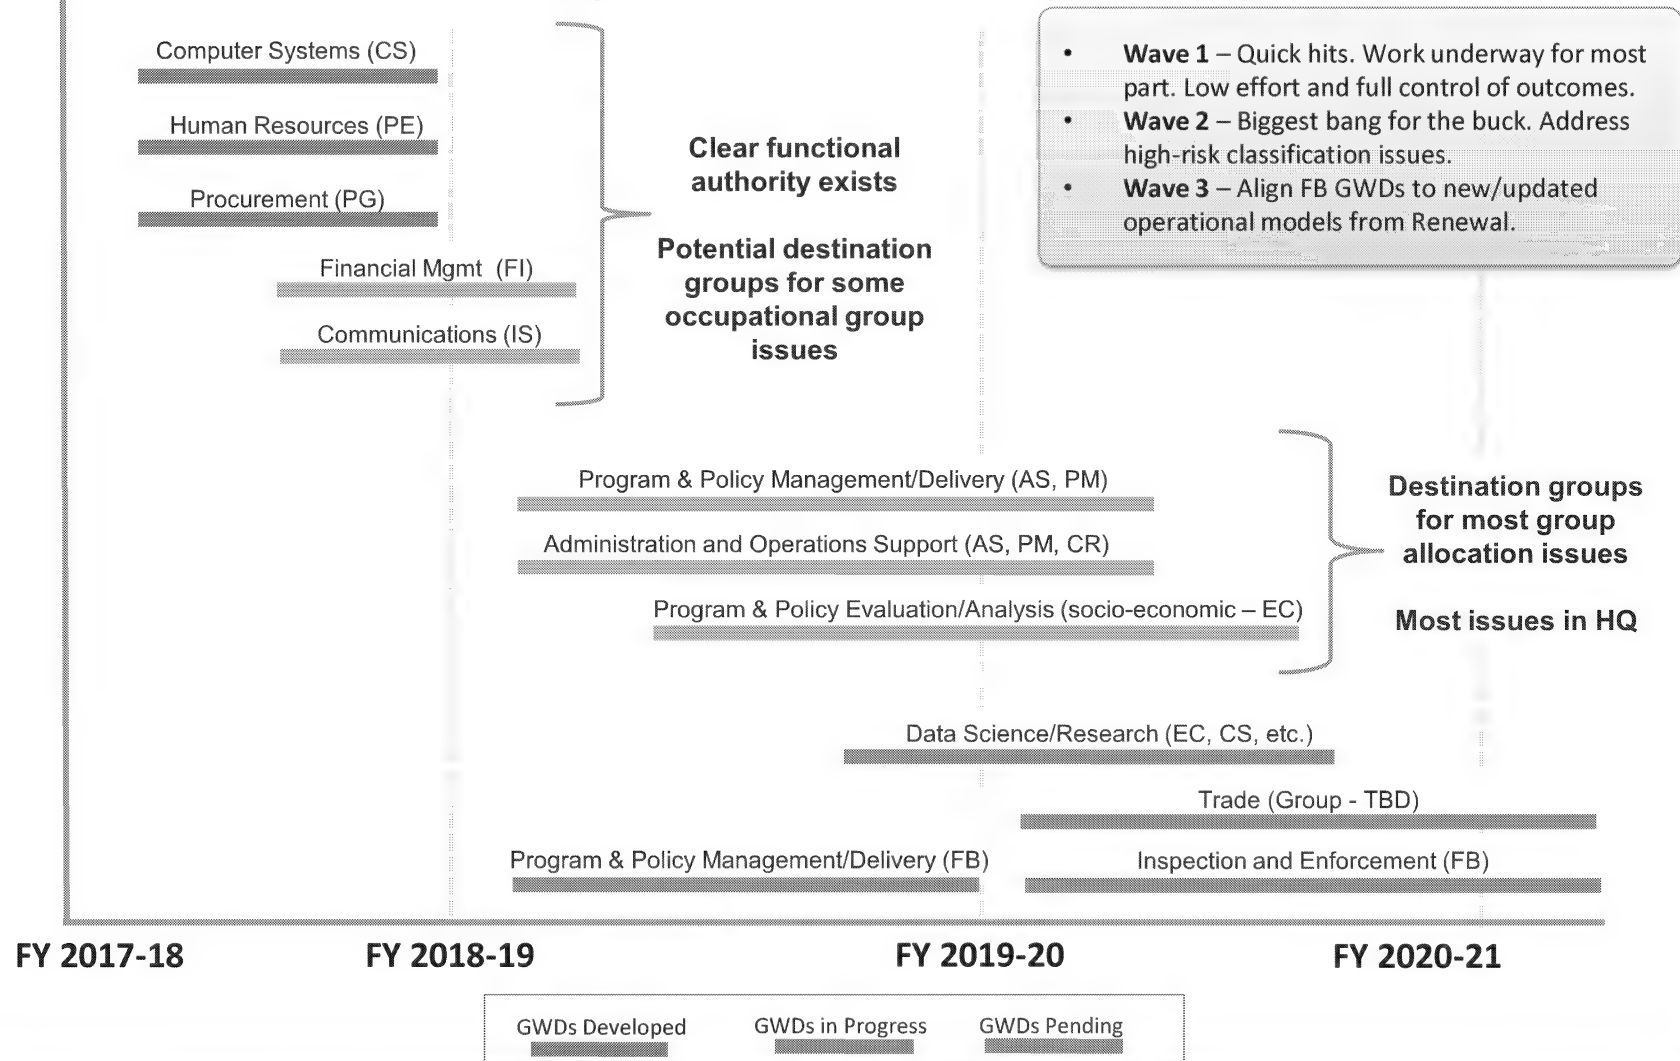 Computer Systems (CS)
Human Resources (PE)
Procurement (PG)
Financial Mgmt (FI)
Communications (IS)
Clear functional
authority exists
Potential destination
groups for some
occupational group
issues
• Wave 1 – Quick hits. Work underway for most
part. Low effort and full control of outcomes.
• Wave 2 – Biggest bang for the buck. Address
high-risk classification issues.
• Wave 3 – Align FB GWDs to new/updated
operational models from Renewal.
Program & Policy Management/Delivery (AS, PM)
Administration and Operations Support (AS, PM, CR)
Program & Policy Evaluation/Analysis (socio-economic – EC)
Destination groups
for most group
allocation issues
Most issues in HQ
Data Science/Research (EC, CS, etc.)
Trade (Group - TBD)
Program & Policy Management/Delivery (FB)
Inspection and Enforcement (FB)
FY 2017-18
FY 2018-19
FY 2019-20
FY 2020-21
GWDs Developed
GWDs in Progress
GWDs Pending